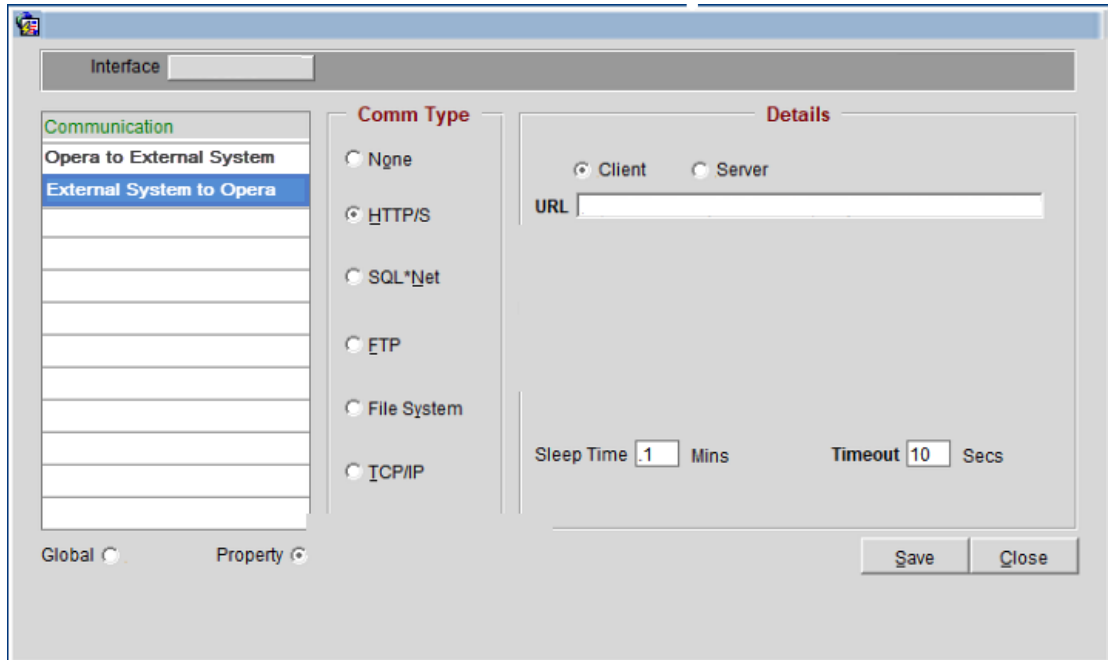 Interface
Communication
Opera to External System
External System to Opera
Comm Type
None
HTTP/S
SQL*Net
FTP
File System
TCP/IP
Details
Client Server
URL
Sleep Time .1 Mins Timeout 10 Secs
Global Property
Save Close